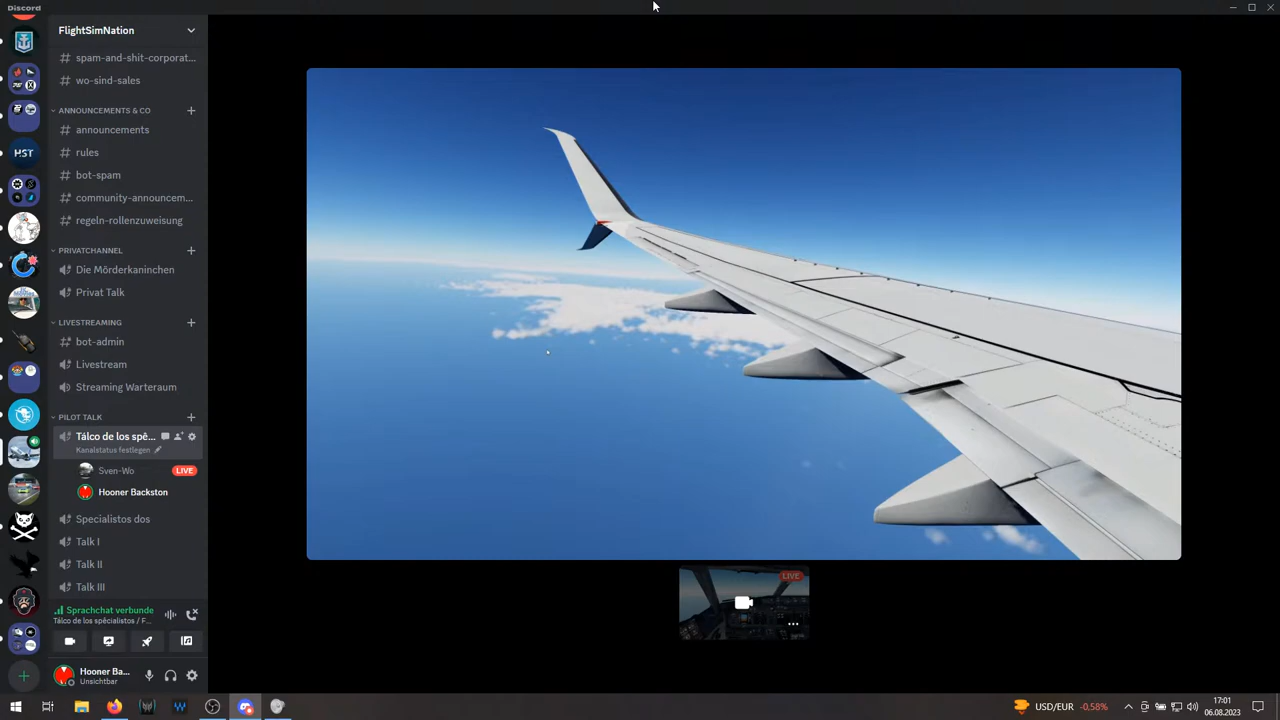 Discord
FlightSimNation
spam-and-shit-corporat...
wo-sind-sales
ANNOUNCEMENTS & CO
announcements
rules
bot-spam
community-announcem...
regeln-rollenzuweisung
PRIVATCHANNEL
Die Mörderkaninchen
Privat Talk
LIVESTREAMING
bot-admin
Livestream
Streaming Warteraum
PILOT TALK
Tálco de los spê...
Kanalstatus festlegen
Sven-Wo LIVE
Hooner Backston
Specialistos dos
Talk I
Talk II
Talk III
Sprachchat verbunde
Tálco de los spécialistos / F...
Hooner Ba...
Unsichtbar
HST
LIVE
USD/EUR -0,58%
17:01
06.08.2023